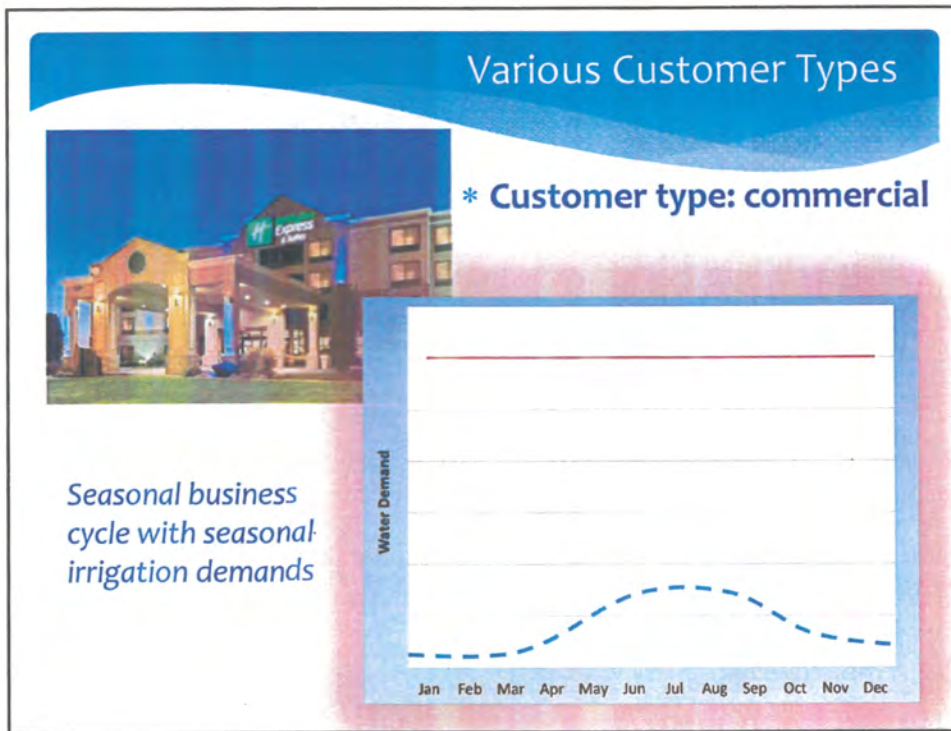 Various Customer Types
H Express
& Suites
* Customer type: commercial
Seasonal business
cycle with seasonal
irrigation demands
Water Demand
Jan Feb Mar Apr May Jun Jul Aug Sep Oct Nov Dec